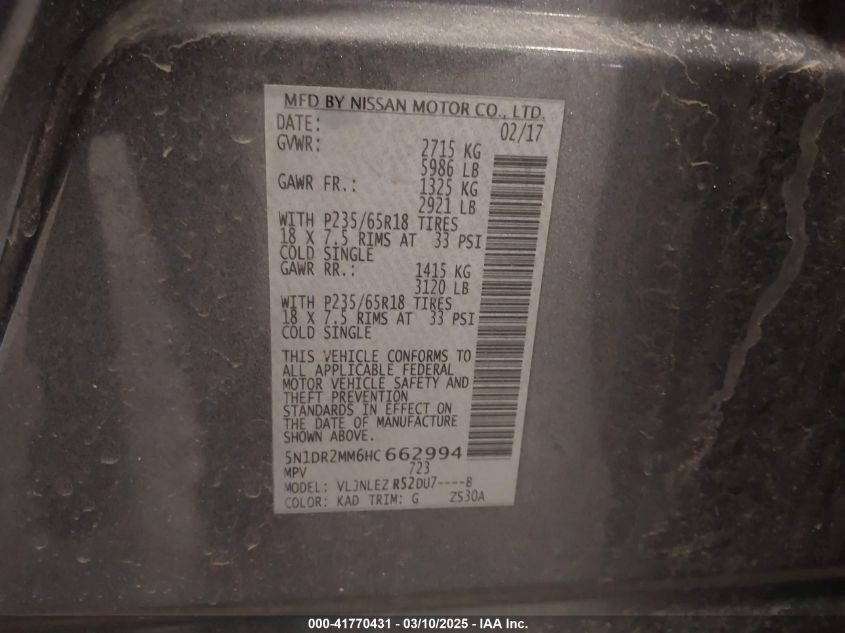 MFD BY NISSAN MOTOR CO., LTD.
DATE: 02/17
GVWR: 2715 KG
5986 LB
GAWR FR.: 1325 KG
2921 LB
WITH P235/65R18 TIRES
18 X 7.5 RIMS AT 33 PSI
COLD SINGLE
GAWR RR.: 1415 KG
3120 LB
WITH P235/65R18 TIRES
18 X 7.5 RIMS AT 33 PSI
COLD SINGLE
THIS VEHICLE CONFORMS TO
ALL APPLICABLE FEDERAL
MOTOR VEHICLE SAFETY AND
THEFT PREVENTION
STANDARDS IN EFFECT ON
THE DATE OF MANUFACTURE
SHOWN ABOVE.
5N1DR2MM6HC 662994
MPV 723
MODEL: VLJNLEZ R52DU7----B
COLOR: KAD TRIM: G ZS30A
000-41770431 - 03/10/2025 - IAA Inc.